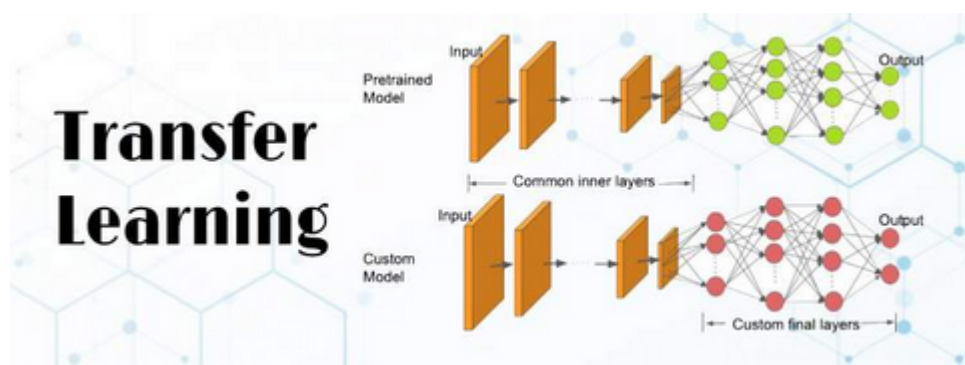 Transfer
Learning
Pretrained
Model
Input
Output
Common inner layers
Custom
Model
Input
Output
Custom final layers